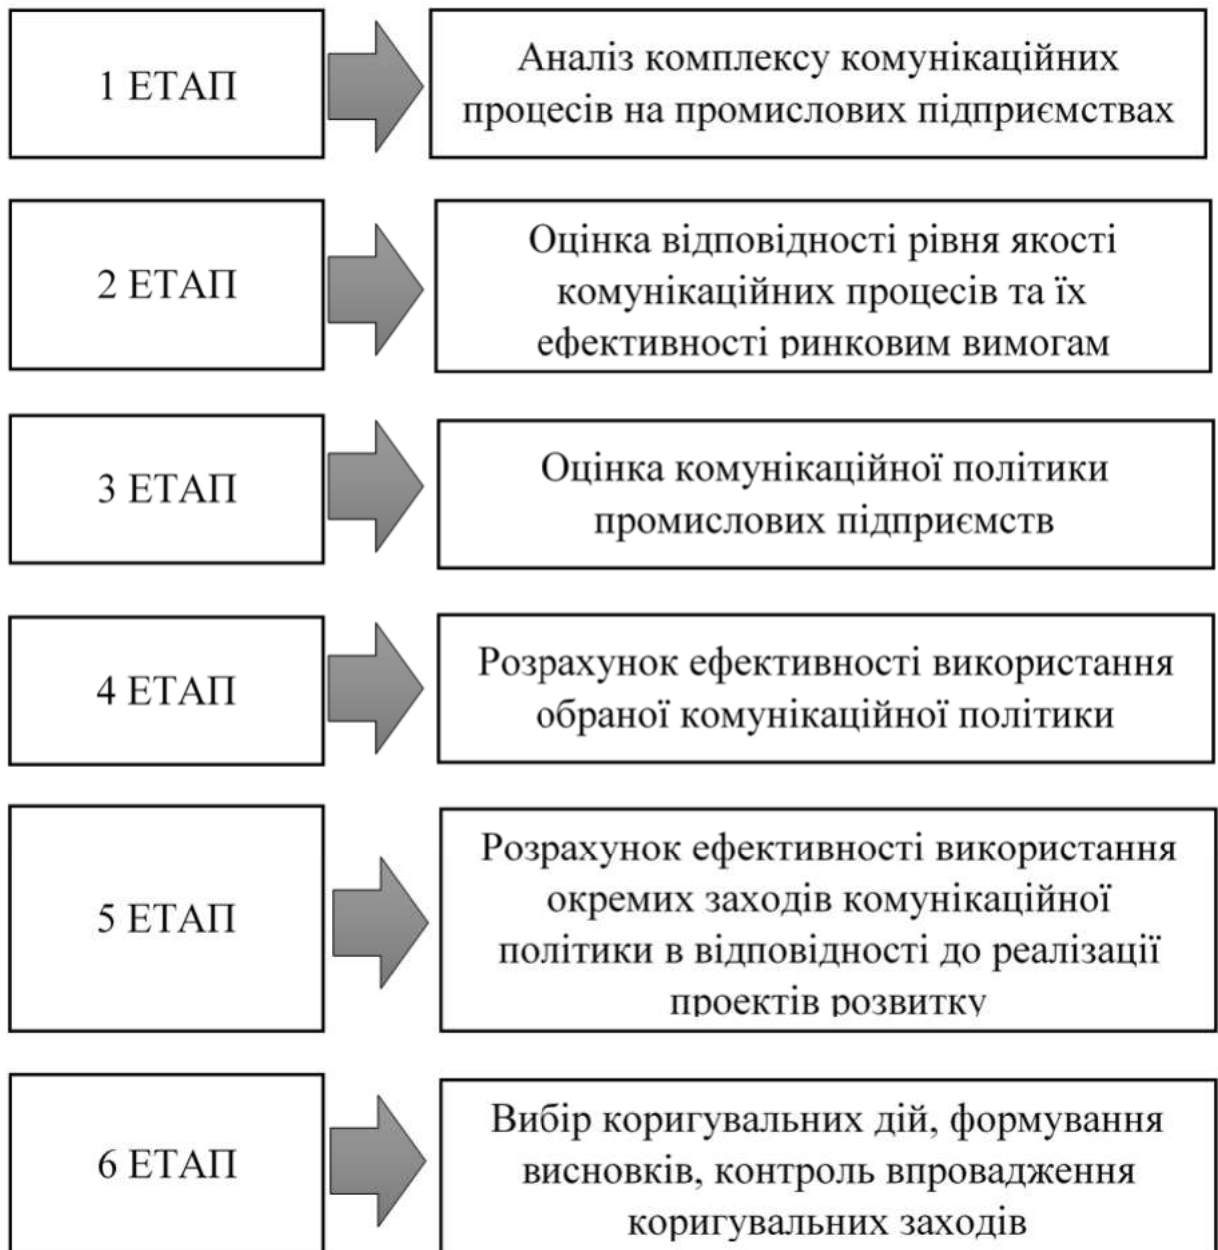 1 ЕТАП
Аналіз комплексу комунікаційних
процесів на промислових підприємствах
2 ЕТАП
Оцінка відповідності рівня якості
комунікаційних процесів та їх
ефективності ринковим вимогам
3 ЕТАП
Оцінка комунікаційної політики
промислових підприємств
4 ЕТАП
Розрахунок ефективності використання
обраної комунікаційної політики
5 ЕТАП
Розрахунок ефективності використання
окремих заходів комунікаційної
політики в відповідності до реалізації
проектів розвитку
6 ЕТАП
Вибір коригувальних дій, формування
висновків, контроль впровадження
коригувальних заходів